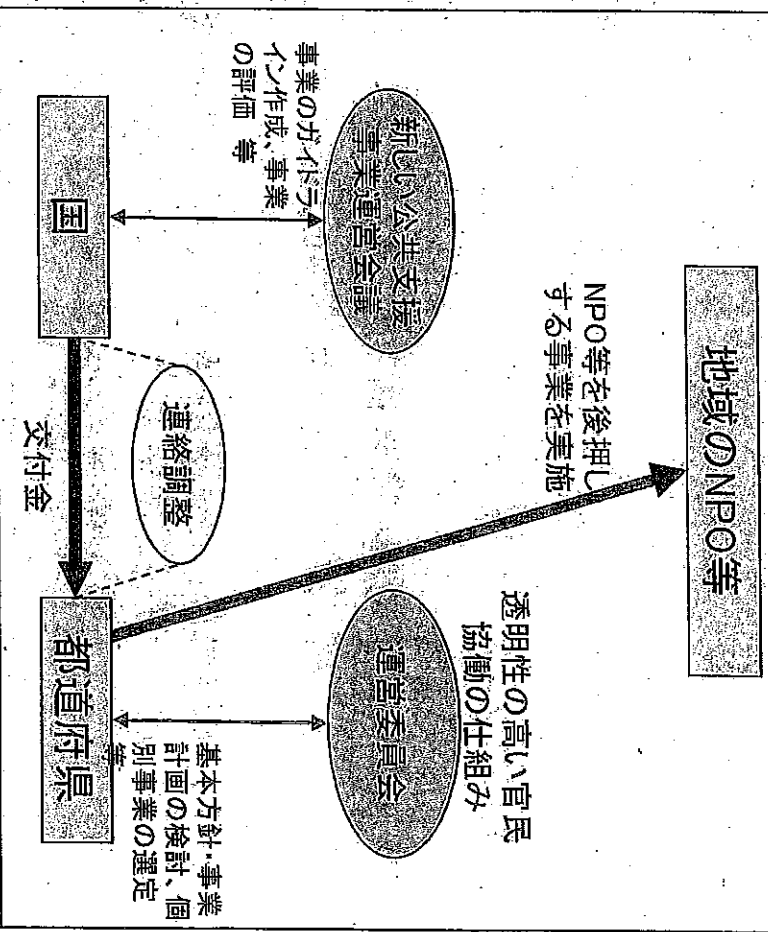 地域のNPO等
NPO等を後押し
する事業を実施
透明性の高い官民
協働の仕組み
新しい公共支援
事業運営会議
運営委員会
事業のガイドラ
イン作成、事業
の評価 等
基本方針・事業
計画の検討、個
別事業の選定
等
連絡調整
国
都道府県
交付金